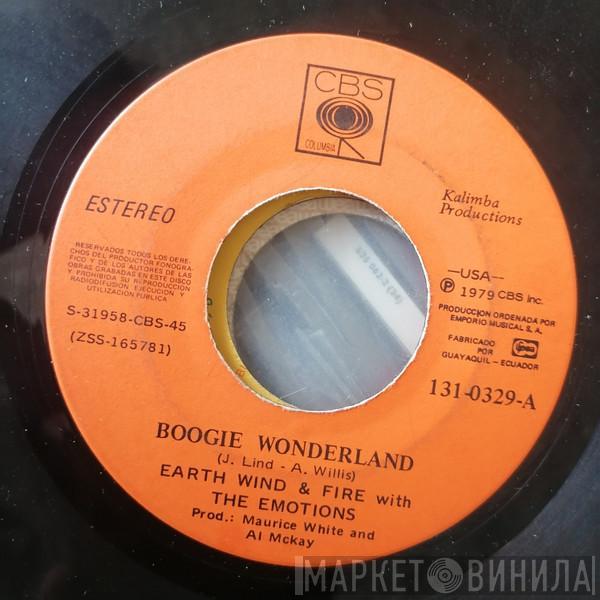 CBS
COLUMBIA
ESTEREO
Kalimba
Productions
RESERVADOS TODOS LOS DERE-
CHOS DEL PRODUCTOR FONOGRA-
FICO Y DE LOS AUTORES DE LAS
OBRAS GRABADAS EN ESTE DISCO
Y PROHIBIDA SU REPRODUCCION
RADIODIFUSION EJECUCION Y
UTILIZACION PUBLICA
—USA—
Ⓟ 1979 CBS Inc.
PRODUCCION ORDENADA POR
EMPORIO MUSICAL S. A.
FABRICADO
POR
GUAYAQUIL - ECUADOR
S-31958-CBS-45
(ZSS-165781)
131-0329-A
BOOGIE WONDERLAND
(J. Lind - A. Willis)
EARTH WIND & FIRE with
THE EMOTIONS
Prod.: Maurice White and
Al Mckay
МАРКЕТ ВИНИЛА